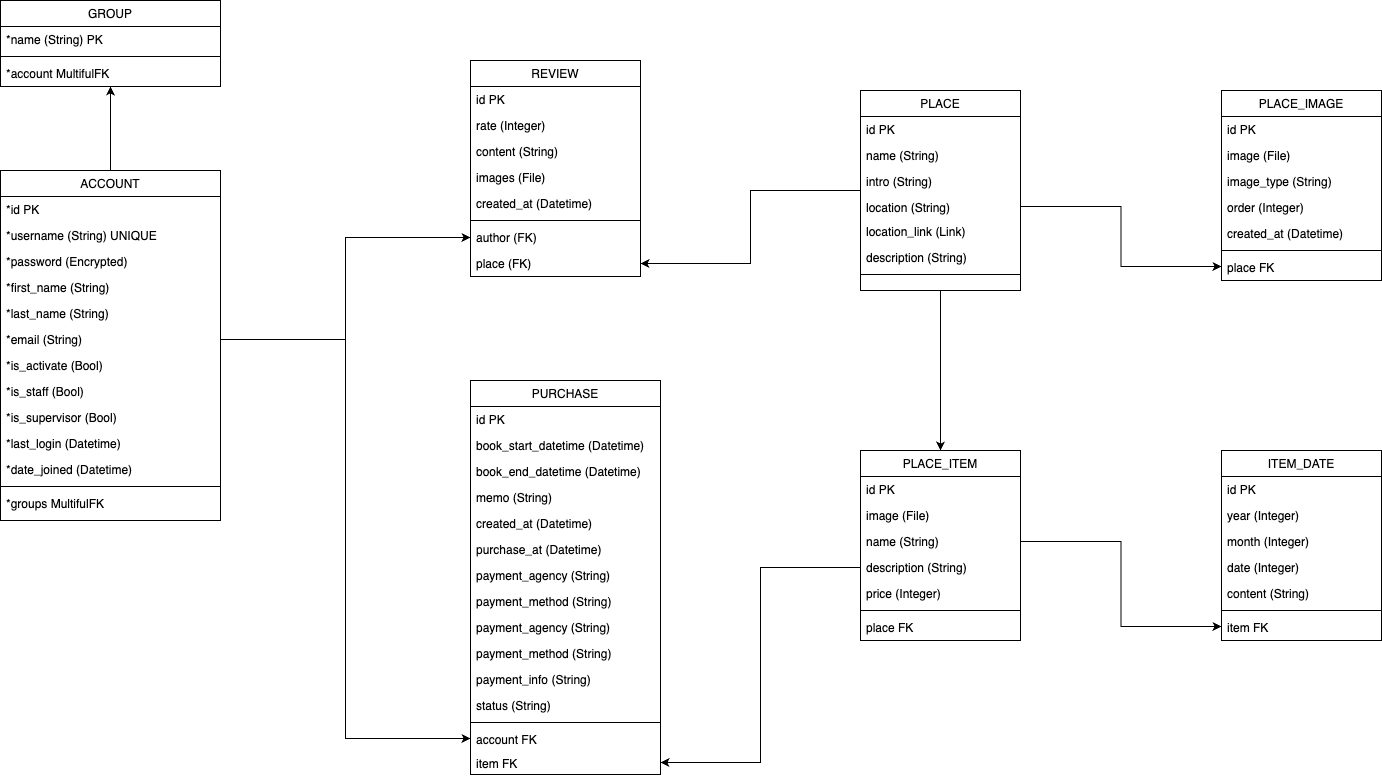 GROUP
*name (String) PK
*account MultifulFK
ACCOUNT
*id PK
*username (String) UNIQUE
*password (Encrypted)
*first_name (String)
*last_name (String)
*email (String)
*is_activate (Bool)
*is_staff (Bool)
*is_supervisor (Bool)
*last_login (Datetime)
*date_joined (Datetime)
*groups MultifulFK
REVIEW
id PK
rate (Integer)
content (String)
images (File)
created_at (Datetime)
author (FK)
place (FK)
PURCHASE
id PK
book_start_datetime (Datetime)
book_end_datetime (Datetime)
memo (String)
created_at (Datetime)
purchase_at (Datetime)
payment_agency (String)
payment_method (String)
payment_agency (String)
payment_method (String)
payment_info (String)
status (String)
account FK
item FK
PLACE
id PK
name (String)
intro (String)
location (String)
location_link (Link)
description (String)
PLACE_ITEM
id PK
image (File)
name (String)
description (String)
price (Integer)
place FK
PLACE_IMAGE
id PK
image (File)
image_type (String)
order (Integer)
created_at (Datetime)
place FK
ITEM_DATE
id PK
year (Integer)
month (Integer)
date (Integer)
content (String)
item FK